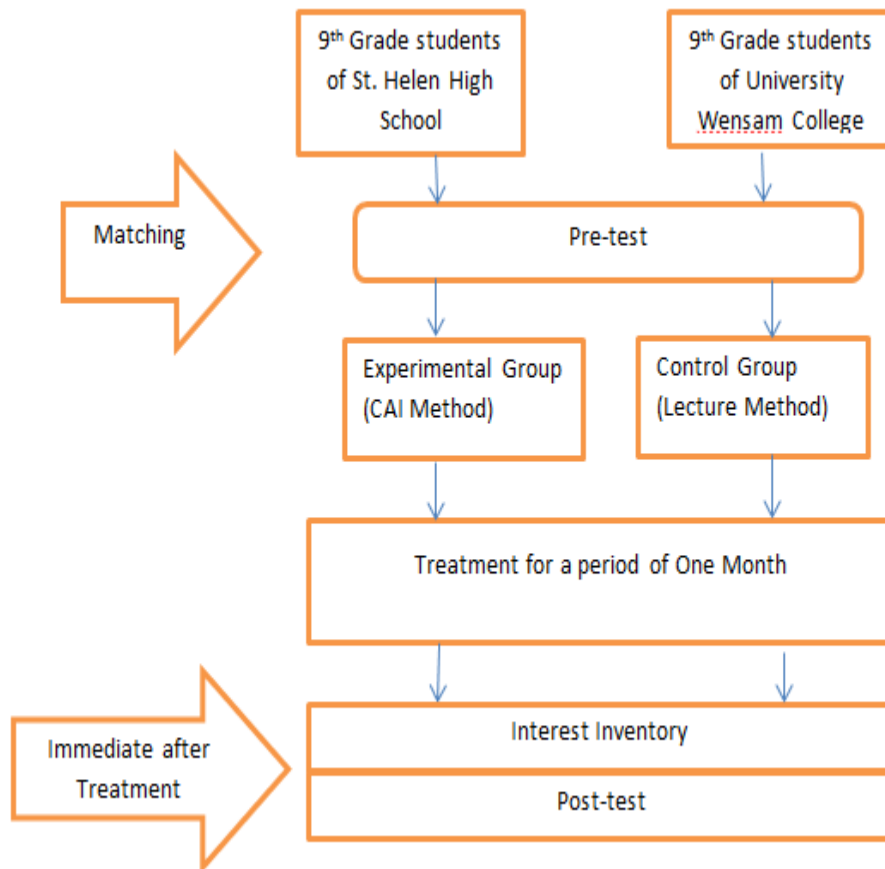 9th Grade students
of St. Helen High
School
9th Grade students
of University
Wensam College
Matching
Pre-test
Experimental Group
(CAI Method)
Control Group
(Lecture Method)
Treatment for a period of One Month
Immediate after
Treatment
Interest Inventory
Post-test